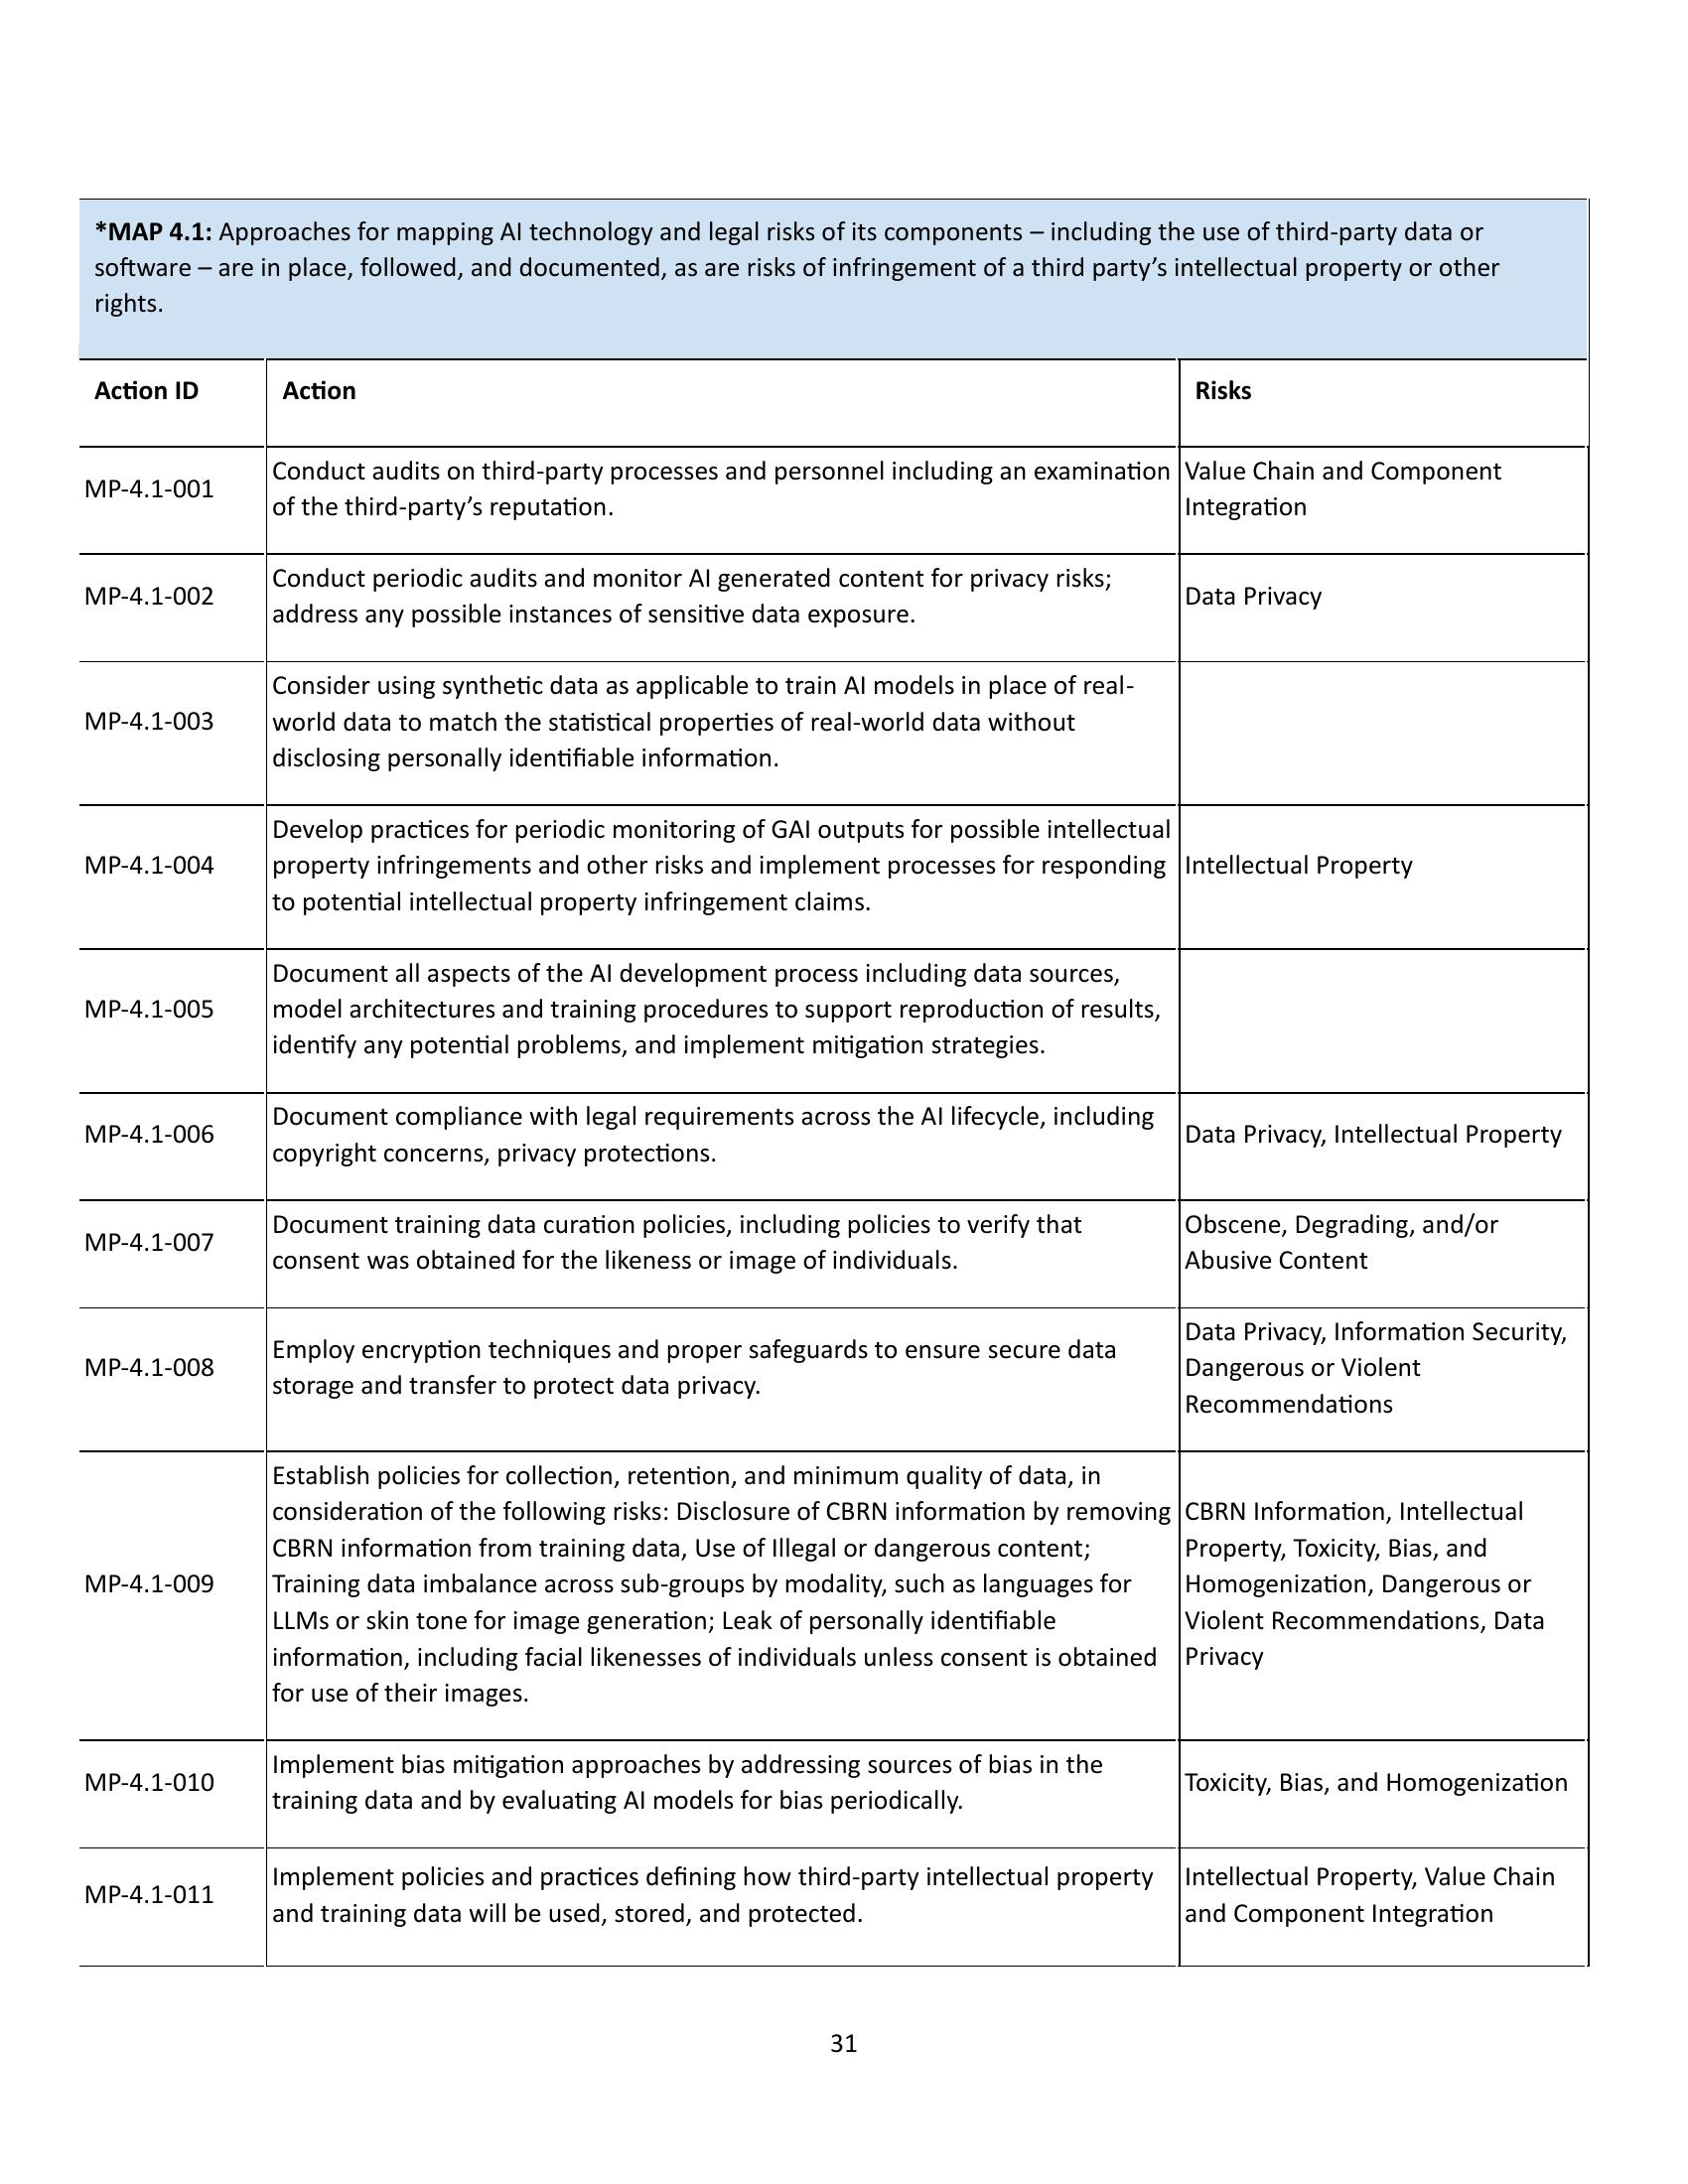 *MAP 4.1: Approaches for mapping AI technology and legal risks of its components – including the use of third-party data or
software – are in place, followed, and documented, as are risks of infringement of a third party’s intellectual property or other
rights.
Action ID Action Risks
MP-4.1-001
Conduct audits on third-party processes and personnel including an examination
of the third-party’s reputation.
Value Chain and Component
Integration
MP-4.1-002
Conduct periodic audits and monitor AI generated content for privacy risks;
address any possible instances of sensitive data exposure.
Data Privacy
MP-4.1-003
Consider using synthetic data as applicable to train AI models in place of real-
world data to match the statistical properties of real-world data without
disclosing personally identifiable information.
MP-4.1-004
Develop practices for periodic monitoring of GAI outputs for possible intellectual
property infringements and other risks and implement processes for responding
to potential intellectual property infringement claims.
Intellectual Property
MP-4.1-005
Document all aspects of the AI development process including data sources,
model architectures and training procedures to support reproduction of results,
identify any potential problems, and implement mitigation strategies.
MP-4.1-006
Document compliance with legal requirements across the AI lifecycle, including
copyright concerns, privacy protections.
Data Privacy, Intellectual Property
MP-4.1-007
Document training data curation policies, including policies to verify that
consent was obtained for the likeness or image of individuals.
Obscene, Degrading, and/or
Abusive Content
MP-4.1-008
Employ encryption techniques and proper safeguards to ensure secure data
storage and transfer to protect data privacy.
Data Privacy, Information Security,
Dangerous or Violent
Recommendations
MP-4.1-009
Establish policies for collection, retention, and minimum quality of data, in
consideration of the following risks: Disclosure of CBRN information by removing
CBRN information from training data, Use of Illegal or dangerous content;
Training data imbalance across sub-groups by modality, such as languages for
LLMs or skin tone for image generation; Leak of personally identifiable
information, including facial likenesses of individuals unless consent is obtained
for use of their images.
CBRN Information, Intellectual
Property, Toxicity, Bias, and
Homogenization, Dangerous or
Violent Recommendations, Data
Privacy
MP-4.1-010
Implement bias mitigation approaches by addressing sources of bias in the
training data and by evaluating AI models for bias periodically.
Toxicity, Bias, and Homogenization
MP-4.1-011
Implement policies and practices defining how third-party intellectual property
and training data will be used, stored, and protected.
Intellectual Property, Value Chain
and Component Integration
31